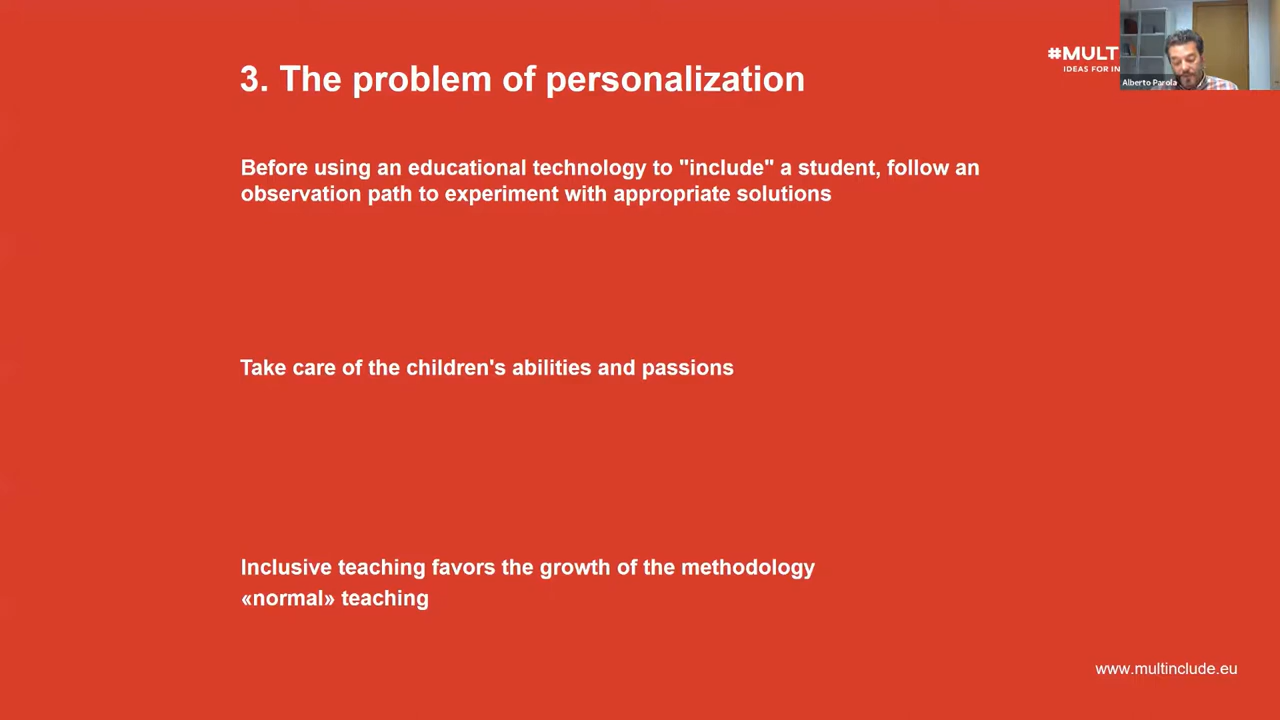 3. The problem of personalization
#MULT
IDEAS FOR IN
Alberto Parola
Before using an educational technology to "include" a student, follow an
observation path to experiment with appropriate solutions
Take care of the children's abilities and passions
Inclusive teaching favors the growth of the methodology
«normal» teaching
www.multinclude.eu